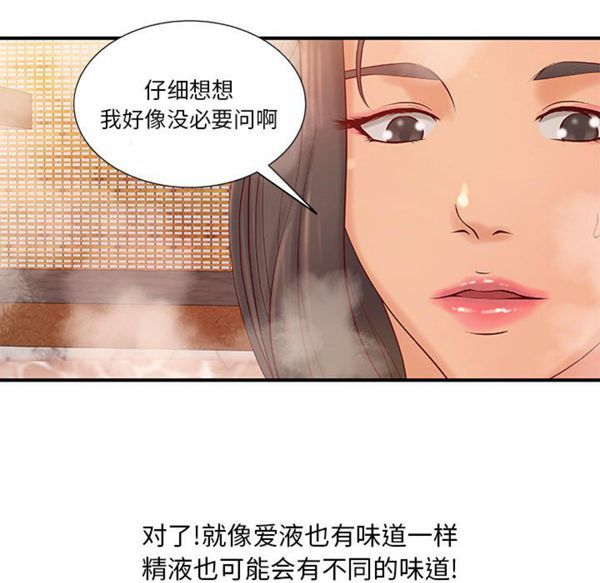 仔细想想
我好像没必要问啊
对了!就像爱液也有味道一样
精液也可能会有不同的味道!